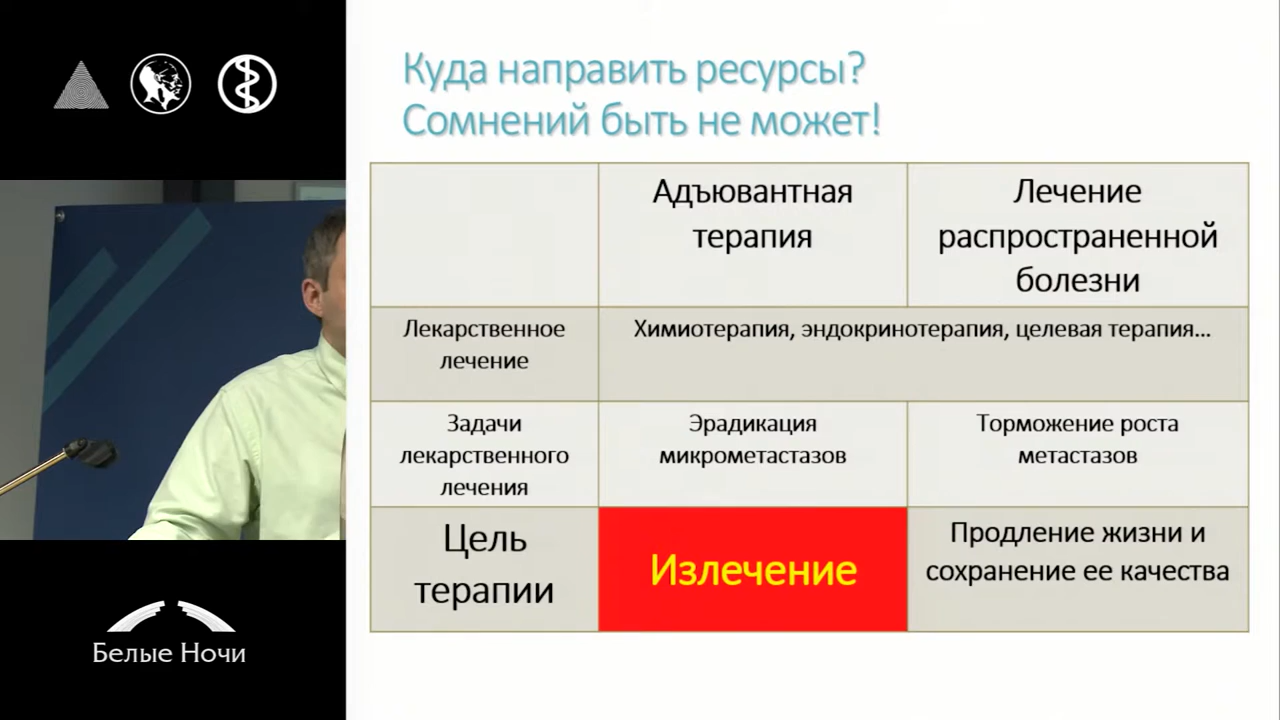 Куда направить ресурсы?
Сомнений быть не может!
Адъювантная
терапия
Лечение
распространенной
болезни
Лекарственное
лечение
Химиотерапия, эндокринотерапия, целевая терапия...
Задачи
лекарственного
лечения
Эрадикация
микрометастазов
Торможение роста
метастазов
Цель
терапии
Излечение
Продление жизни и
сохранение ее качества
Белые Ночи